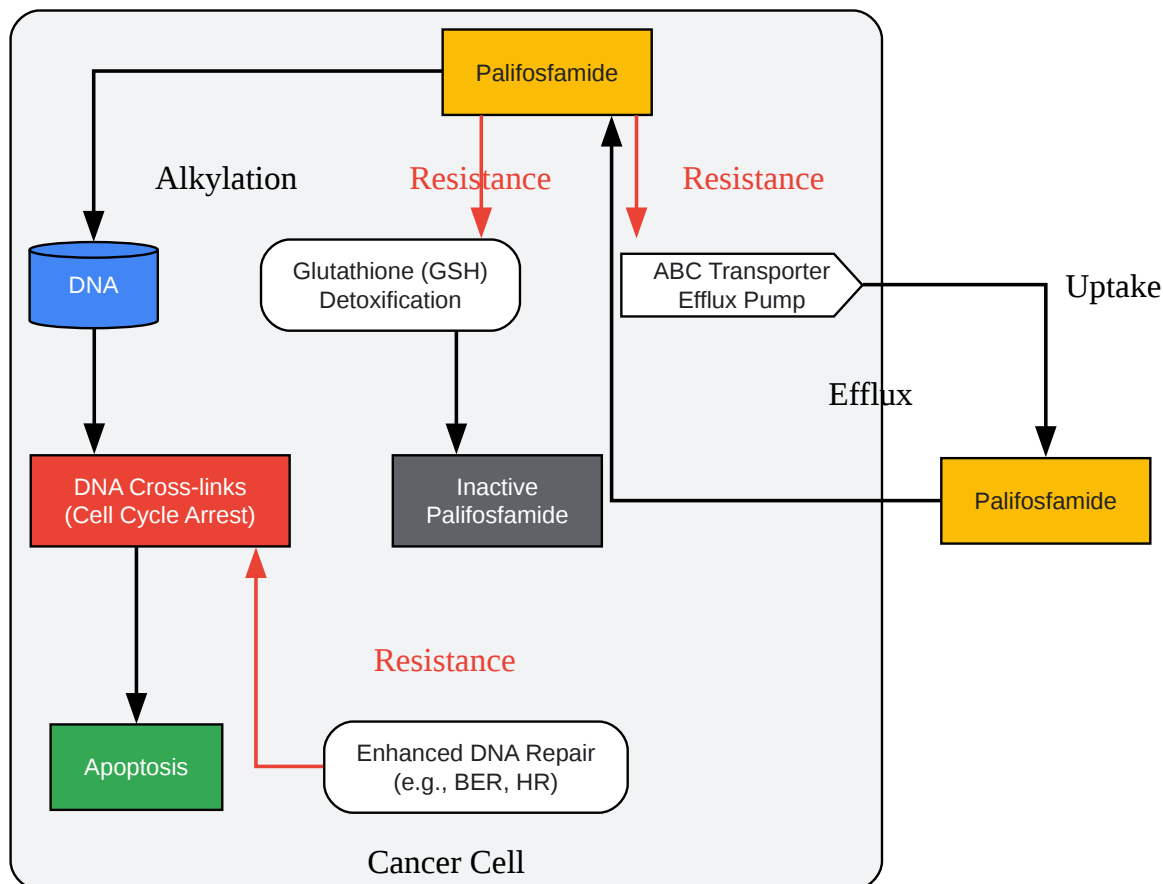 Palifosfamide
Alkylation
Resistance
Resistance
DNA
Glutathione (GSH)
Detoxification
ABC Transporter
Efflux Pump
Uptake
Efflux
DNA Cross-links
(Cell Cycle Arrest)
Inactive
Palifosfamide
Palifosfamide
Resistance
Apoptosis
Enhanced DNA Repair
(e.g., BER, HR)
Cancer Cell